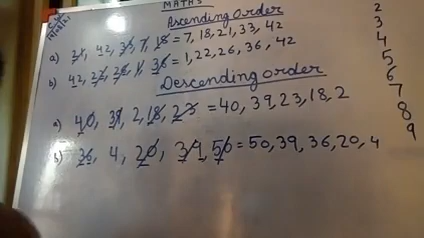 MATHS
Ascending order
a) 21, 42, 33, 7, 18 = 7, 18, 21, 33, 42
b) 42, 22, 26, 1, 36 = 1, 22, 26, 36, 42
Descending order
a) 40, 39, 2, 18, 23 = 40, 39, 23, 18, 2
b) 36, 4, 20, 39, 50 = 50, 39, 36, 20, 4
2
3
4
5
6
7
8
9